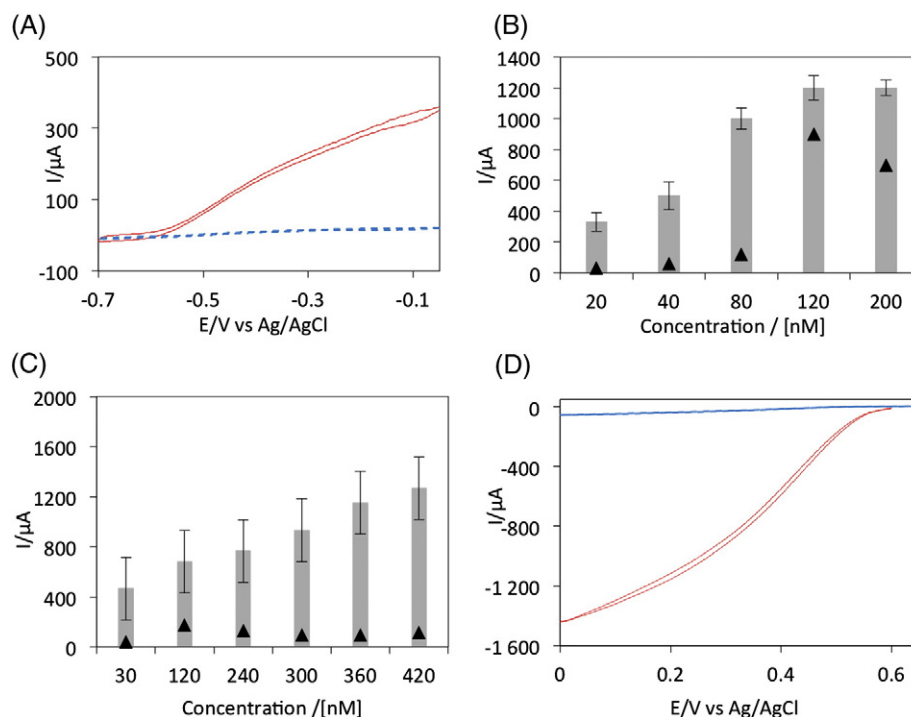 (A)
500
300
100
-100
I/µA
-0.7 -0.5 -0.3 -0.1
E/V vs Ag/AgCl
(B)
1400
1200
1000
800
600
400
200
0
I/µA
20 40 80 120 200
Concentration / [nM]
(C)
2000
1600
1200
800
400
0
I/µA
30 120 240 300 360 420
Concentration /[nM]
(D)
0
-400
-800
-1200
-1 600
I/µA
0 0.2 0.4 0.6
E/V vs Ag/AgCl